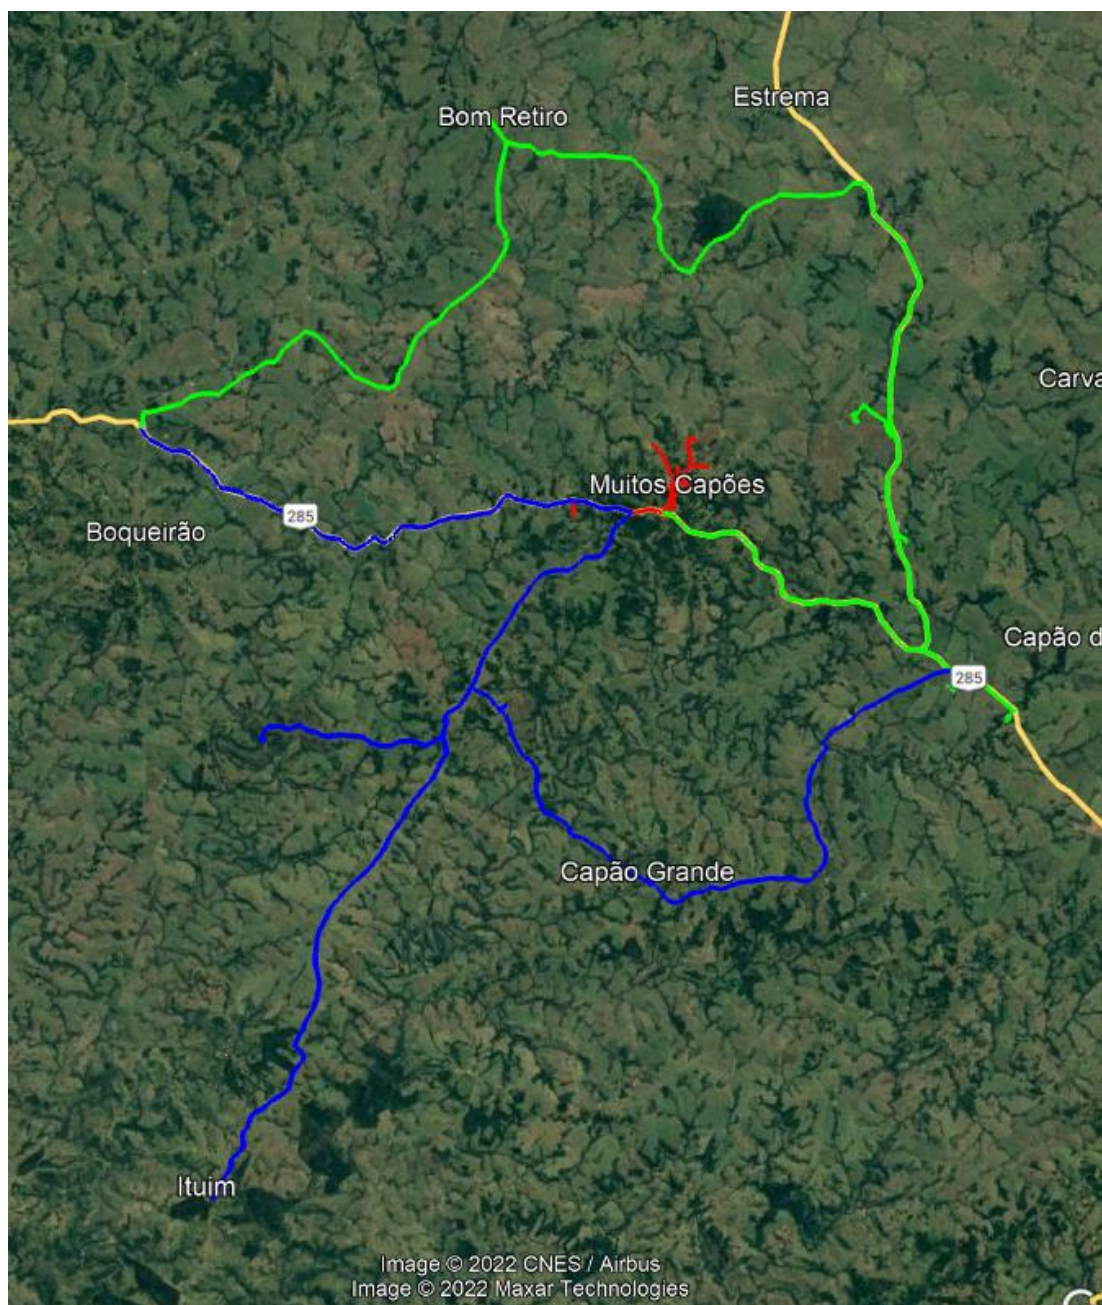 Estrema
Bom Retiro
Carva
Muitos Capões
285
Boqueirão
Capão d
285
Capão Grande
Ituim
Image © 2022 CNES / Airbus
Image © 2022 Maxar Technologies